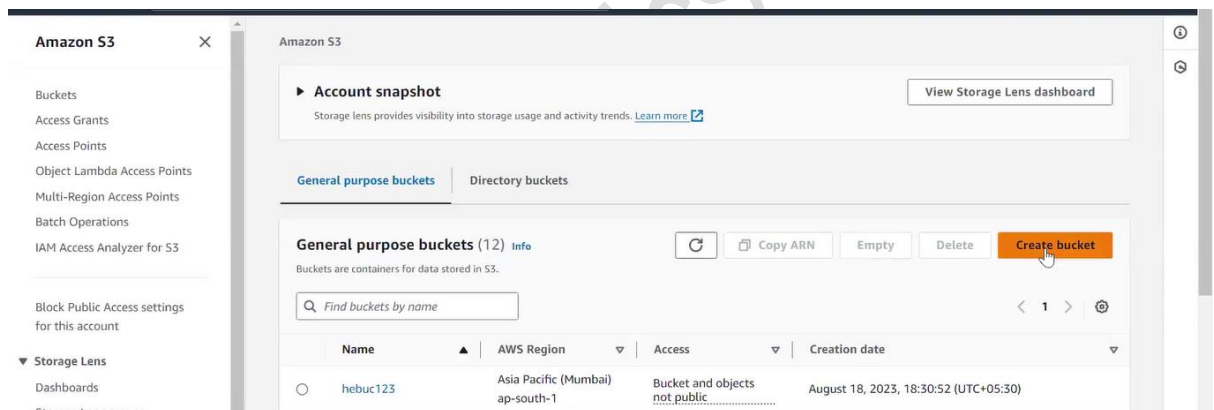 Amazon S3
Buckets
Access Grants
Access Points
Object Lambda Access Points
Multi-Region Access Points
Batch Operations
IAM Access Analyzer for S3
Block Public Access settings
for this account
Storage Lens
Dashboards
Amazon S3
Account snapshot
View Storage Lens dashboard
Storage lens provides visibility into storage usage and activity trends. Learn more
General purpose buckets Directory buckets
General purpose buckets (12) Info
Copy ARN Empty Delete Create bucket
Buckets are containers for data stored in S3.
Find buckets by name
1
Name AWS Region Access Creation date
hebuc123 Asia Pacific (Mumbai) ap-south-1 Bucket and objects not public August 18, 2023, 18:30:52 (UTC+05:30)